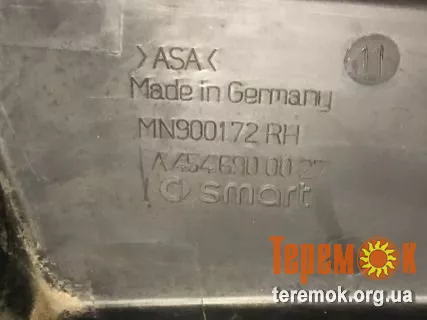 >ASA<
11
Made in Germany
MN900172 RH
A 454 690 00 27
smart
Теремок
teremok.org.ua